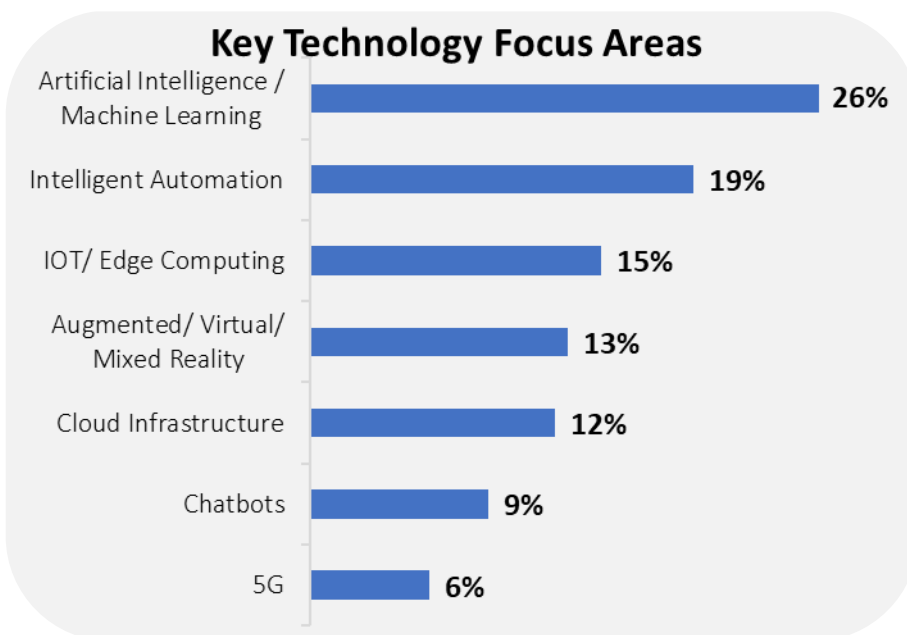 Key Technology Focus Areas
Artificial Intelligence /
Machine Learning
26%
Intelligent Automation
19%
IOT/ Edge Computing
15%
Augmented/ Virtual/
Mixed Reality
13%
Cloud Infrastructure
12%
Chatbots
9%
5G
6%